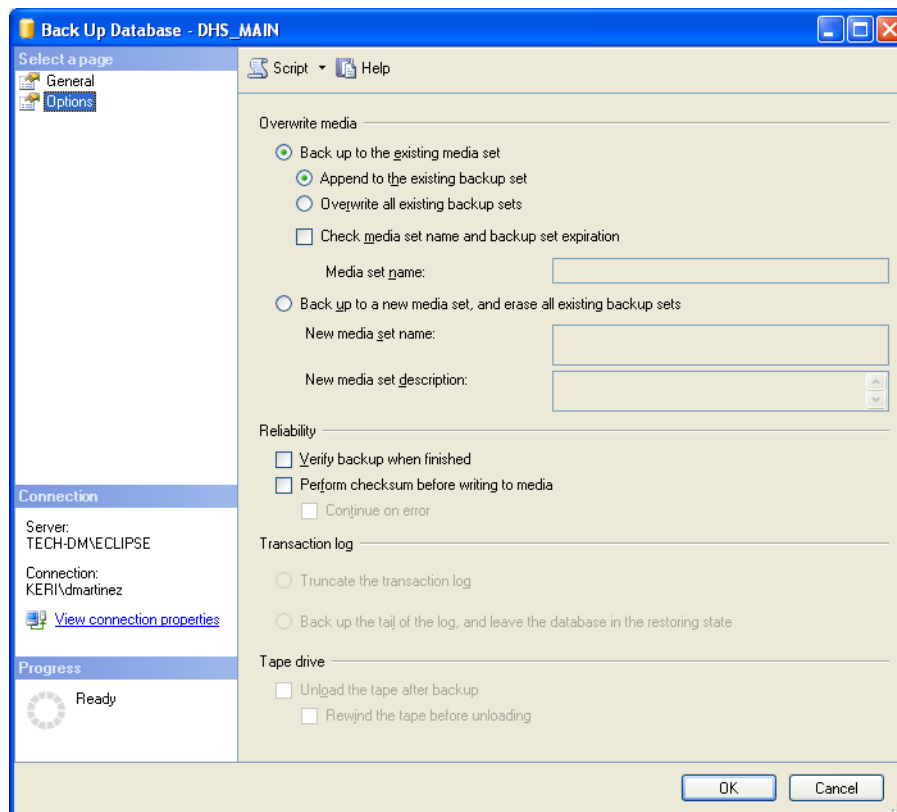 Back Up Database - DHS_MAIN
Select a page
General
Options
Script
Help
Overwrite media
Back up to the existing media set
Append to the existing backup set
Overwrite all existing backup sets
Check media set name and backup set expiration
Media set name:
Back up to a new media set, and erase all existing backup sets
New media set name:
New media set description:
Reliability
Verify backup when finished
Perform checksum before writing to media
Continue on error
Transaction log
Truncate the transaction log
Back up the tail of the log, and leave the database in the restoring state
Tape drive
Unload the tape after backup
Rewind the tape before unloading
Connection
Server:
TECH-DM\ECLIPSE
Connection:
KERI\dmartinez
View connection properties
Progress
Ready
OK
Cancel